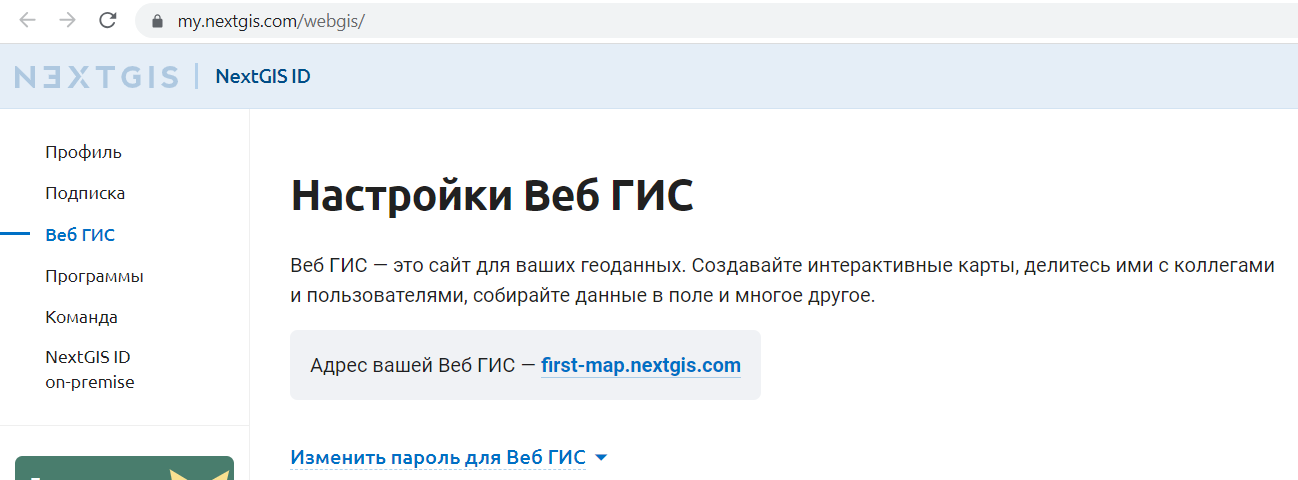 my.nextgis.com/webgis/
NEXTGIS | NextGIS ID
Профиль
Подписка
Веб ГИС
Программы
Команда
NextGIS ID
on-premise
Настройки Веб ГИС
Веб ГИС — это сайт для ваших геоданных. Создавайте интерактивные карты, делитесь ими с коллегами
и пользователями, собирайте данные в поле и многое другое.
Адрес вашей Веб ГИС — first-map.nextgis.com
Изменить пароль для Веб ГИС